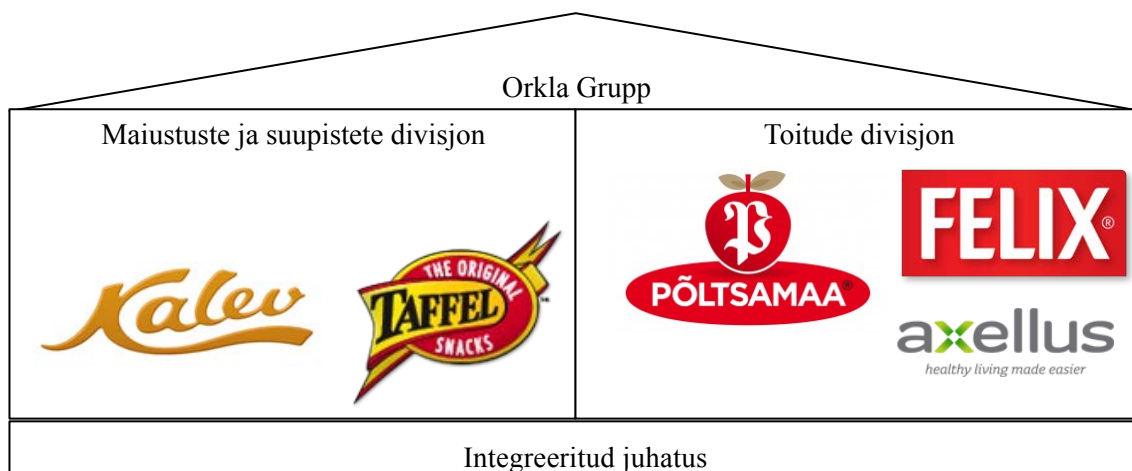 Orkla Grupp
Maiustuste ja suupistete divisjon
Toitude divisjon
Kalev
THE ORIGINAL
TAFFEL™
SNACKS
P
PÕLTSAMAA®
FELIX®
axellus
healthy living made easier
Integreeritud juhatus